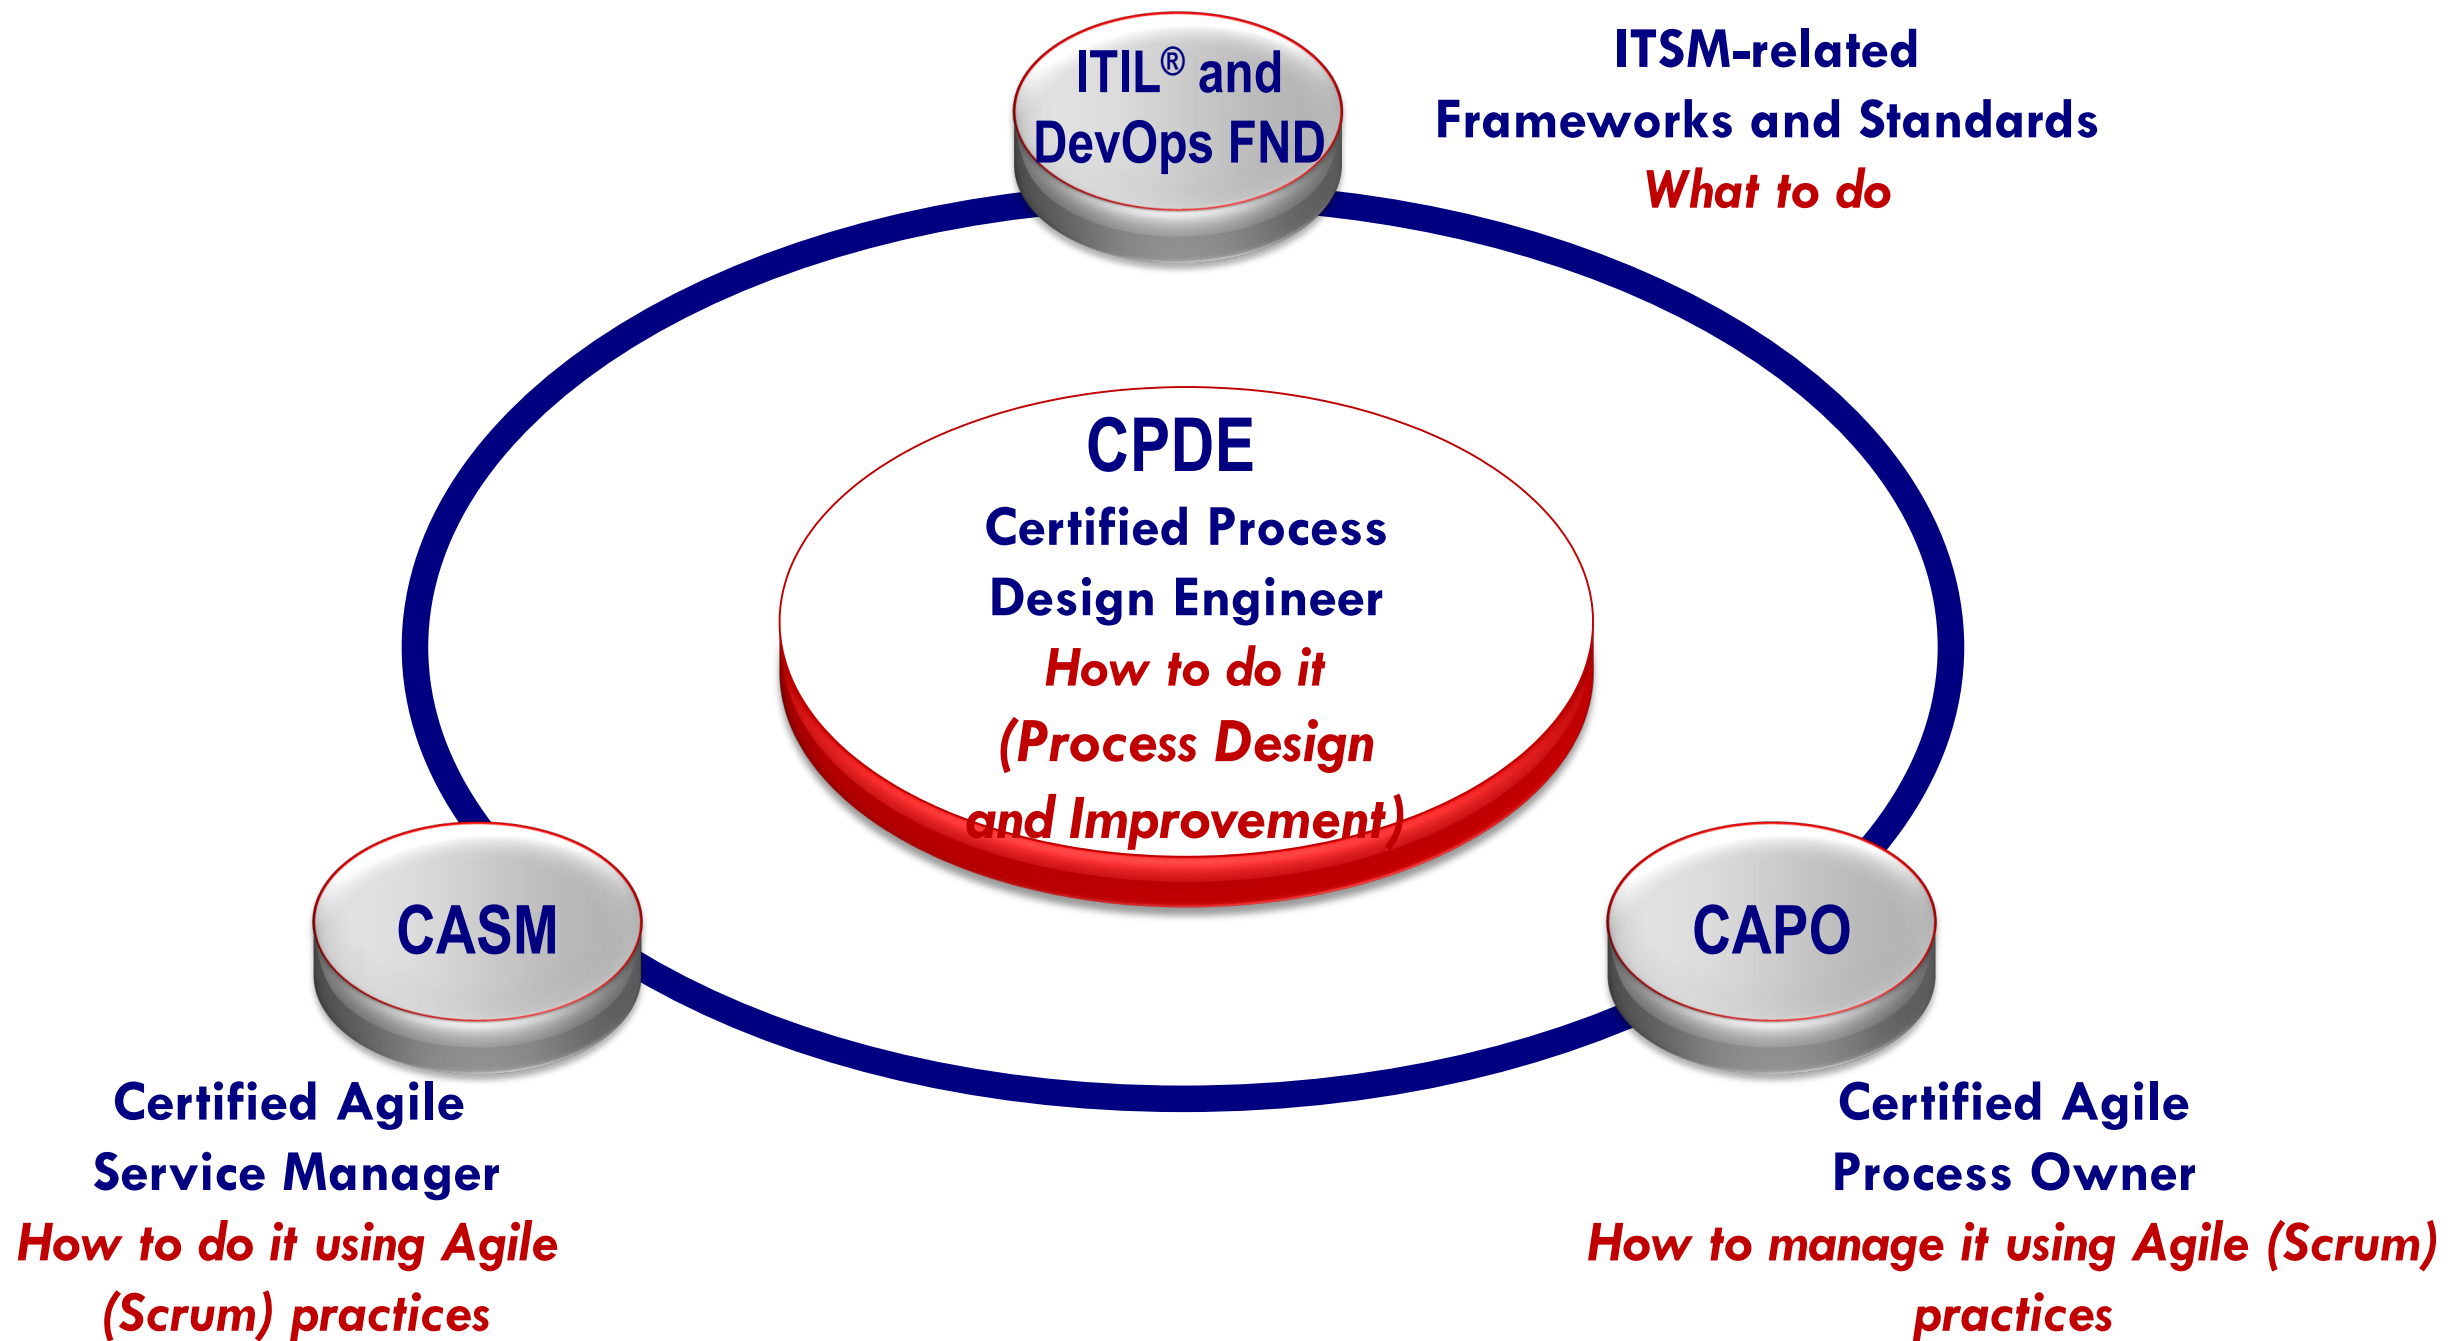 ITIL® and
DevOps FND
ITSM-related
Frameworks and Standards
What to do
CPDE
Certified Process
Design Engineer
How to do it
(Process Design
and Improvement)
CASM
Certified Agile
Service Manager
How to do it using Agile
(Scrum) practices
CAPO
Certified Agile
Process Owner
How to manage it using Agile (Scrum)
practices